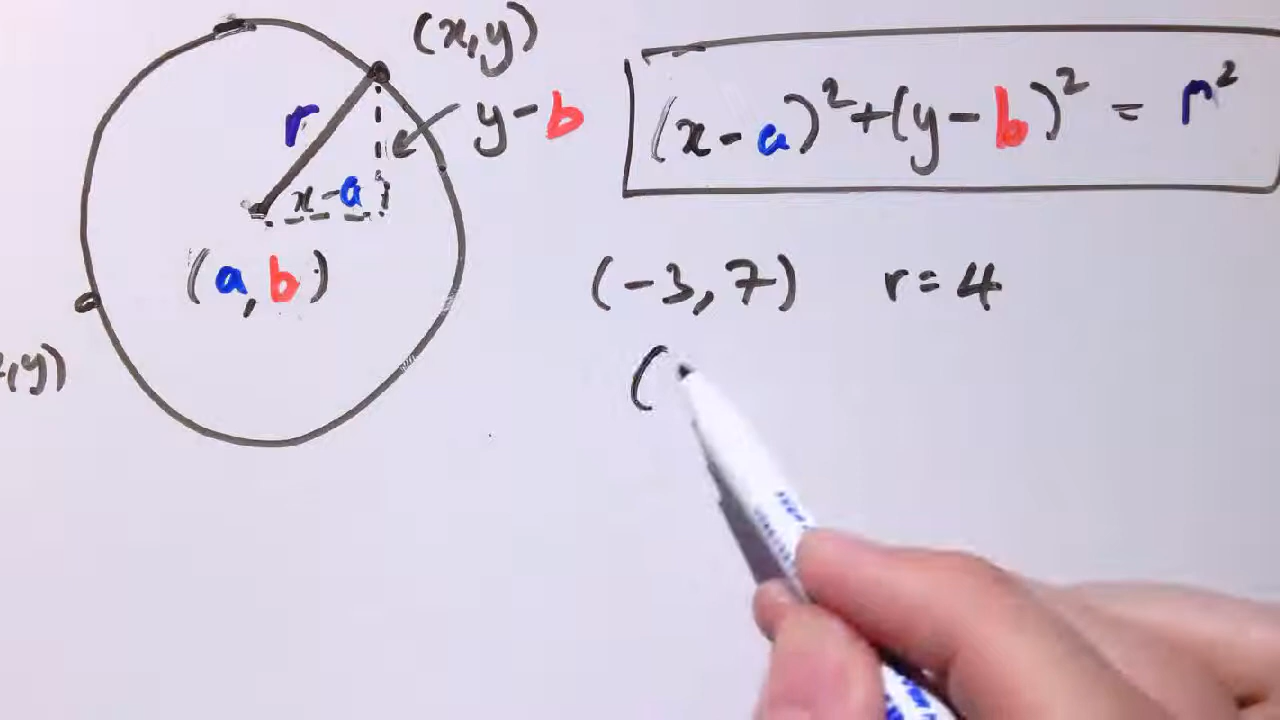 (x,y)
r
y-b
x-a
(a,b)
,y)
(x-a)²+(y-b)² = r²
(-3,7) r=4
(